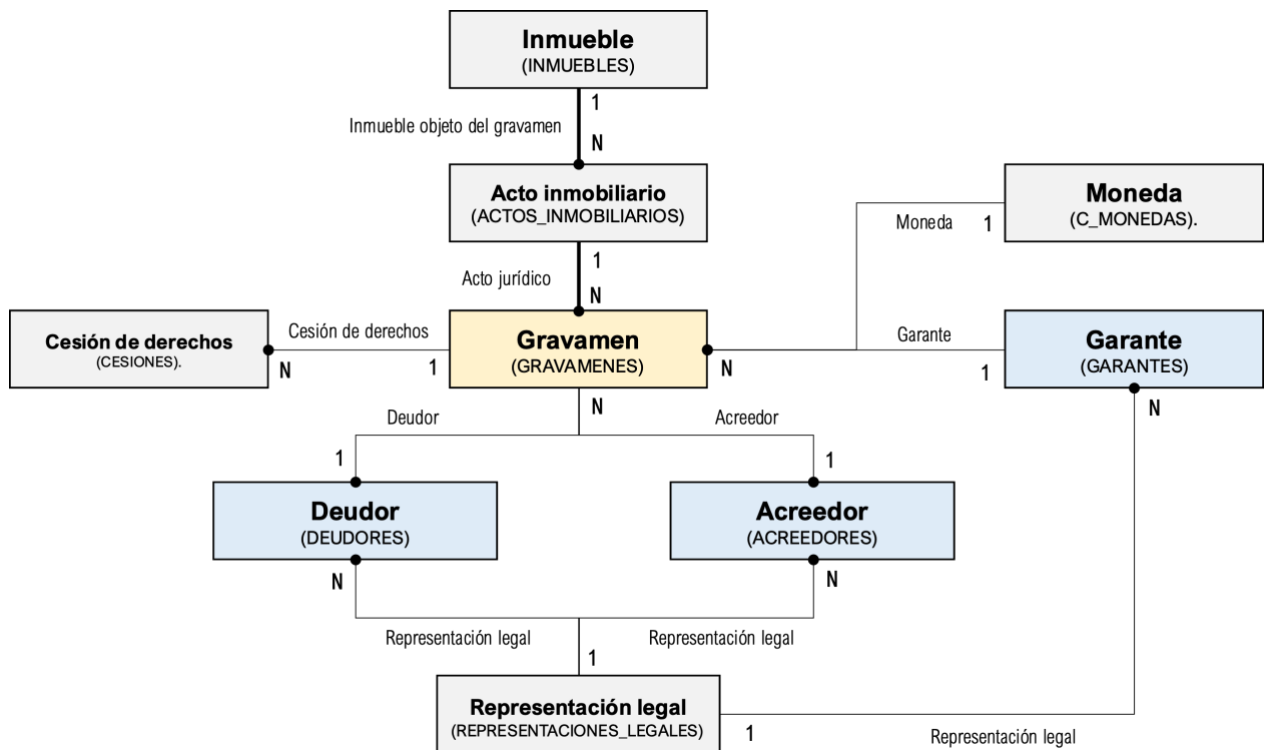 Inmueble
(INMUEBLES)
1
Inmueble objeto del gravamen
N
Acto inmobiliario
(ACTOS_INMOBILIARIOS)
Moneda
(C_MONEDAS).
Moneda
1
1
Acto jurídico
N
Cesión de derechos
(CESIONES).
Cesión de derechos
N
1
Gravamen
(GRAVAMENES)
N
Garante
1
Garante
(GARANTES)
N
N
Deudor
Acreedor
1
1
Deudor
(DEUDORES)
Acreedor
(ACREEDORES)
N
N
Representación legal
Representación legal
1
Representación legal
(REPRESENTACIONES_LEGALES)
1
Representación legal